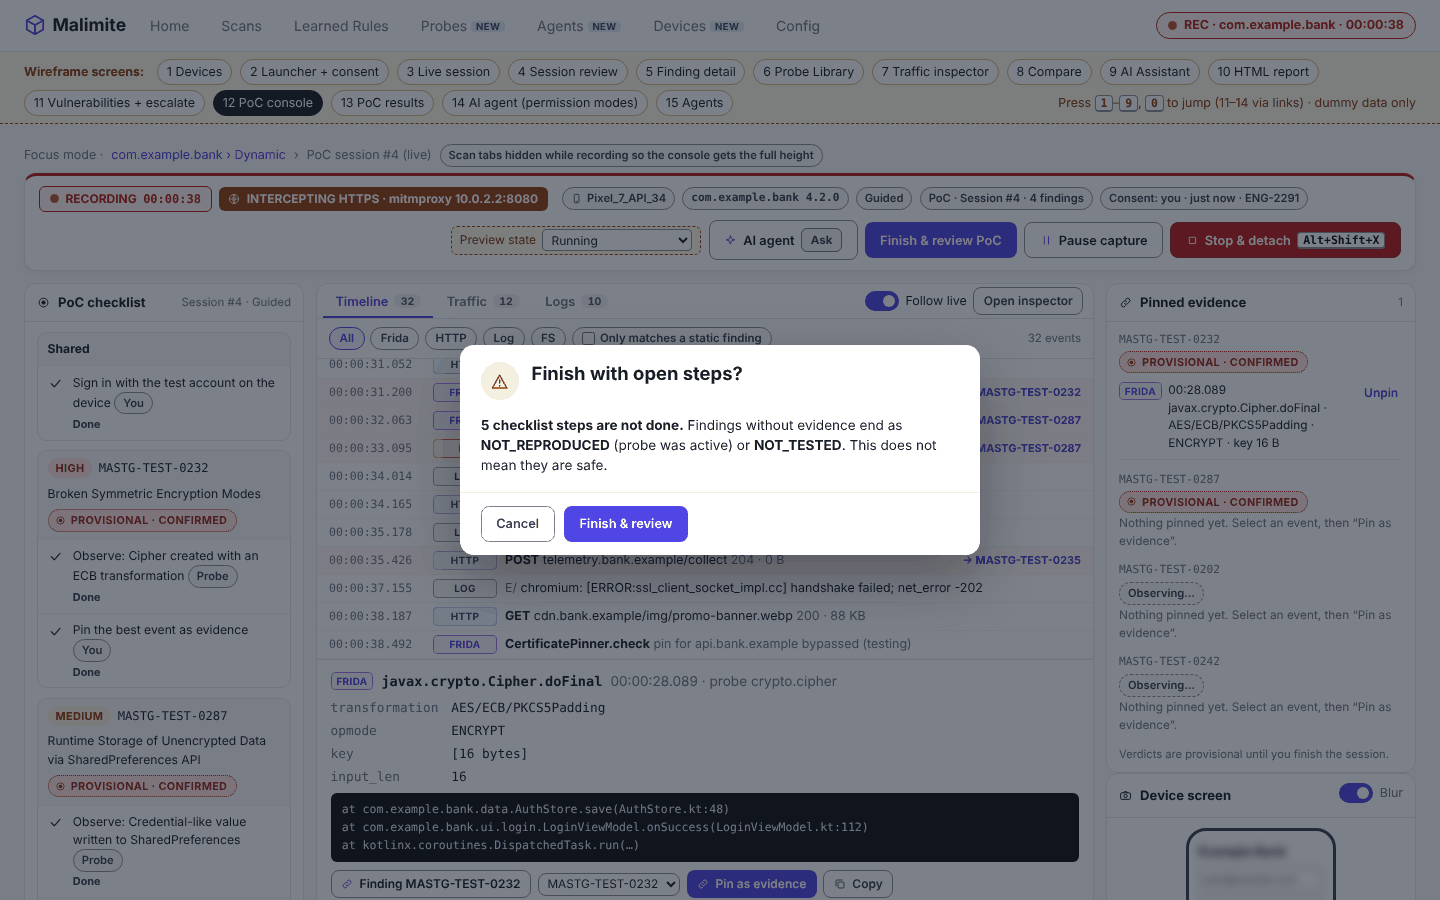 Malimite
Home Scans Learned Rules Probes NEW Agents NEW Devices NEW Config
REC · com.example.bank · 00:00:38
Wireframe screens: 1 Devices 2 Launcher + consent 3 Live session 4 Session review 5 Finding detail 6 Probe Library 7 Traffic inspector 8 Compare 9 AI Assistant 10 HTML report
11 Vulnerabilities + escalate 12 PoC console 13 PoC results 14 AI agent (permission modes) 15 Agents
Press 1–9, 0 to jump (11–14 via links) · dummy data only
Focus mode · com.example.bank › Dynamic › PoC session #4 (live) Scan tabs hidden while recording so the console gets the full height
RECORDING 00:00:38 INTERCEPTING HTTPS · mitmproxy 10.0.2.2:8080 Pixel_7_API_34 com.example.bank 4.2.0 Guided PoC · Session #4 · 4 findings Consent: you · just now · ENG-2291
Preview state Running AI agent Ask Finish & review PoC Pause capture Stop & detach Alt+Shift+X
PoC checklist Session #4 · Guided
Shared
Sign in with the test account on the
device You
Done
HIGH MASTG-TEST-0232
Broken Symmetric Encryption Modes
PROVISIONAL · CONFIRMED
Observe: Cipher created with an
ECB transformation Probe
Done
Pin the best event as evidence
You
Done
MEDIUM MASTG-TEST-0287
Runtime Storage of Unencrypted Data
via SharedPreferences API
PROVISIONAL · CONFIRMED
Observe: Credential-like value
written to SharedPreferences
Probe
Done
Timeline 32 Traffic 12 Logs 10 Follow live Open inspector
All Frida HTTP Log FS Only matches a static finding 32 events
00:00:31.052
00:00:31.200 MASTG-TEST-0232
00:00:32.063 MASTG-TEST-0287
00:00:33.095 MASTG-TEST-0287
00:00:34.014
00:00:34.165
00:00:35.178
Finish with open steps?
5 checklist steps are not done. Findings without evidence end as
NOT_REPRODUCED (probe was active) or NOT_TESTED. This does not
mean they are safe.
Cancel Finish & review
00:00:35.426 HTTP POST telemetry.bank.example/collect 204 · 0 B → MASTG-TEST-0235
00:00:37.155 LOG E/ chromium: [ERROR:ssl_client_socket_impl.cc] handshake failed; net_error -202
00:00:38.187 HTTP GET cdn.bank.example/img/promo-banner.webp 200 · 88 KB
00:00:38.492 FRIDA CertificatePinner.check pin for api.bank.example bypassed (testing)
FRIDA javax.crypto.Cipher.doFinal 00:00:28.089 · probe crypto.cipher
transformation AES/ECB/PKCS5Padding
opmode ENCRYPT
key [16 bytes]
input_len 16
at com.example.bank.data.AuthStore.save(AuthStore.kt:48)
at com.example.bank.ui.login.LoginViewModel.onSuccess(LoginViewModel.kt:112)
at kotlinx.coroutines.DispatchedTask.run(…)
Finding MASTG-TEST-0232 MASTG-TEST-0232 Pin as evidence Copy
Pinned evidence 1
MASTG-TEST-0232
PROVISIONAL · CONFIRMED
FRIDA 00:28.089 Unpin
javax.crypto.Cipher.doFinal ·
AES/ECB/PKCS5Padding ·
ENCRYPT · key 16 B
MASTG-TEST-0287
PROVISIONAL · CONFIRMED
Nothing pinned yet. Select an event, then “Pin as
evidence”.
MASTG-TEST-0202
Observing…
Nothing pinned yet. Select an event, then “Pin as
evidence”.
MASTG-TEST-0242
Observing…
Nothing pinned yet. Select an event, then “Pin as
evidence”.
Verdicts are provisional until you finish the session.
Device screen Blur